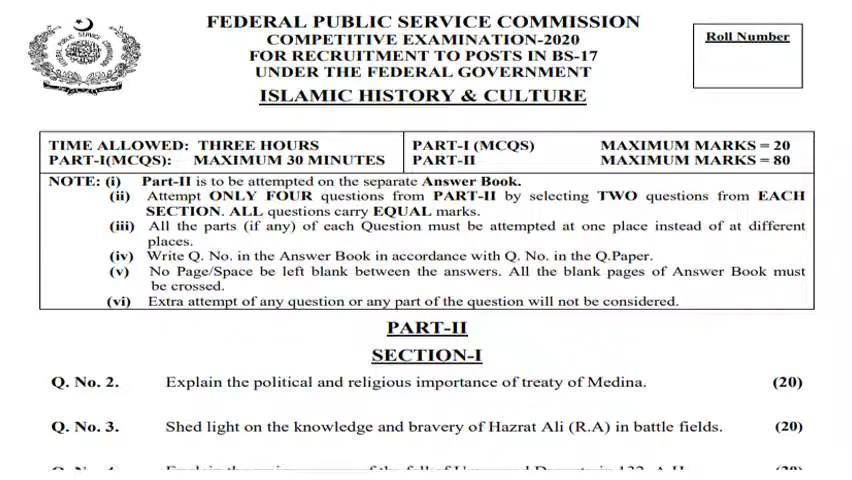 FEDERAL PUBLIC SERVICE COMMISSION
COMPETITIVE EXAMINATION-2020
FOR RECRUITMENT TO POSTS IN BS-17
UNDER THE FEDERAL GOVERNMENT
ISLAMIC HISTORY & CULTURE
Roll Number
TIME ALLOWED: THREE HOURS
PART-I(MCQS): MAXIMUM 30 MINUTES
PART-I (MCQS) MAXIMUM MARKS = 20
PART-II MAXIMUM MARKS = 80
NOTE: (i) Part-II is to be attempted on the separate Answer Book.
(ii) Attempt ONLY FOUR questions from PART-II by selecting TWO questions from EACH
SECTION. ALL questions carry EQUAL marks.
(iii) All the parts (if any) of each Question must be attempted at one place instead of at different
places.
(iv) Write Q. No. in the Answer Book in accordance with Q. No. in the Q.Paper.
(v) No Page/Space be left blank between the answers. All the blank pages of Answer Book must
be crossed.
(vi) Extra attempt of any question or any part of the question will not be considered.
PART-II
SECTION-I
Q. No. 2. Explain the political and religious importance of treaty of Medina. (20)
Q. No. 3. Shed light on the knowledge and bravery of Hazrat Ali (R.A) in battle fields. (20)